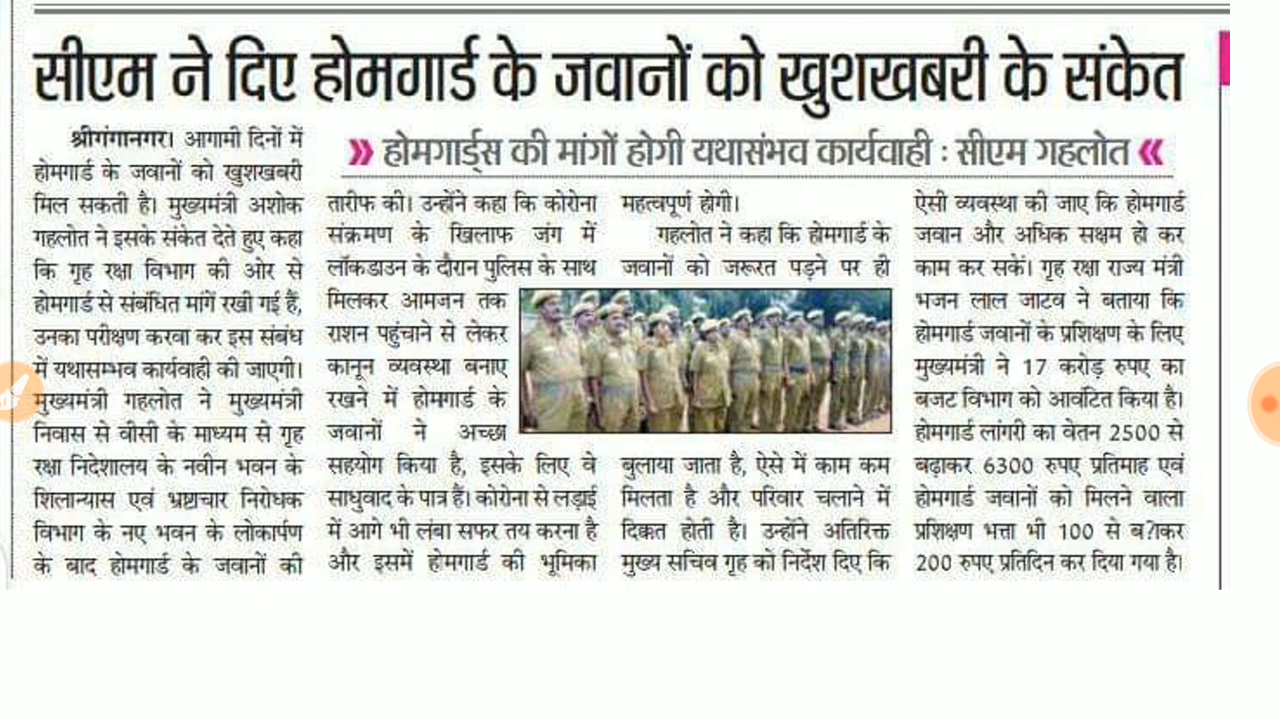 सीएम ने दिए होमगार्ड के जवानों को खुशखबरी के संकेत
» होमगार्ड्स की मांगों होगी यथासंभव कार्यवाही : सीएम गहलोत «
श्रीगंगानगर। आगामी दिनों में
होमगार्ड के जवानों को खुशखबरी
मिल सकती है। मुख्यमंत्री अशोक
गहलोत ने इसके संकेत देते हुए कहा
कि गृह रक्षा विभाग की ओर से
होमगार्ड से संबंधित मांगें रखी गई हैं,
उनका परीक्षण करवा कर इस संबंध
में यथासम्भव कार्यवाही की जाएगी।
मुख्यमंत्री गहलोत ने मुख्यमंत्री
निवास से वीसी के माध्यम से गृह
रक्षा निदेशालय के नवीन भवन के
शिलान्यास एवं भ्रष्टाचार निरोधक
विभाग के नए भवन के लोकार्पण
के बाद होमगार्ड के जवानों की
तारीफ की। उन्होंने कहा कि कोरोना
संक्रमण के खिलाफ जंग में
लॉकडाउन के दौरान पुलिस के साथ
मिलकर आमजन तक
राशन पहुंचाने से लेकर
कानून व्यवस्था बनाए
रखने में होमगार्ड के
जवानों ने अच्छा
सहयोग किया है, इसके लिए वे
साधुवाद के पात्र हैं। कोरोना से लड़ाई
में आगे भी लंबा सफर तय करना है
और इसमें होमगार्ड की भूमिका
महत्वपूर्ण होगी।
गहलोत ने कहा कि होमगार्ड के
जवानों को जरूरत पड़ने पर ही
बुलाया जाता है, ऐसे में काम कम
मिलता है और परिवार चलाने में
दिक्कत होती है। उन्होंने अतिरिक्त
मुख्य सचिव गृह को निर्देश दिए कि
ऐसी व्यवस्था की जाए कि होमगार्ड
जवान और अधिक सक्षम हो कर
काम कर सकें। गृह रक्षा राज्य मंत्री
भजन लाल जाटव ने बताया कि
होमगार्ड जवानों के प्रशिक्षण के लिए
मुख्यमंत्री ने 17 करोड़ रुपए का
बजट विभाग को आवंटित किया है।
होमगार्ड लांगरी का वेतन 2500 से
बढ़ाकर 6300 रुपए प्रतिमाह एवं
होमगार्ड जवानों को मिलने वाला
प्रशिक्षण भत्ता भी 100 से ब?ाकर
200 रुपए प्रतिदिन कर दिया गया है।